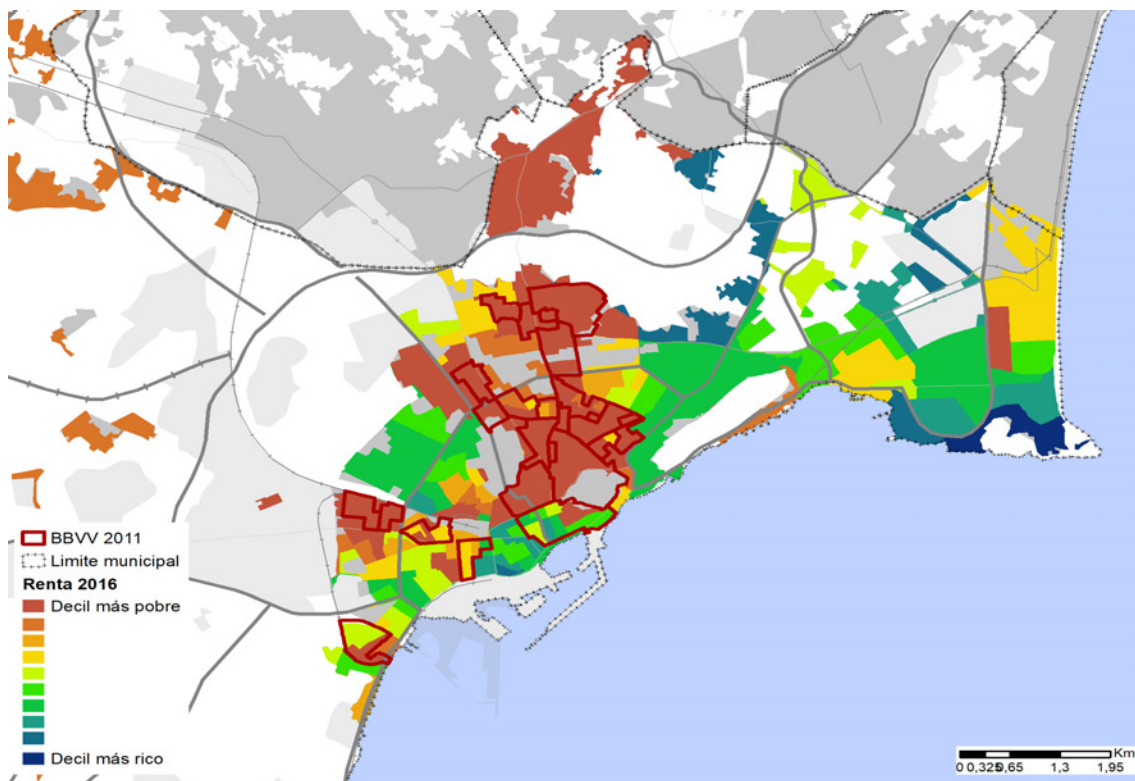 BBVV 2011
Limite municipal
Renta 2016
Decil más pobre
Decil más rico
Km
0 0,325 0,65 1,3 1,95